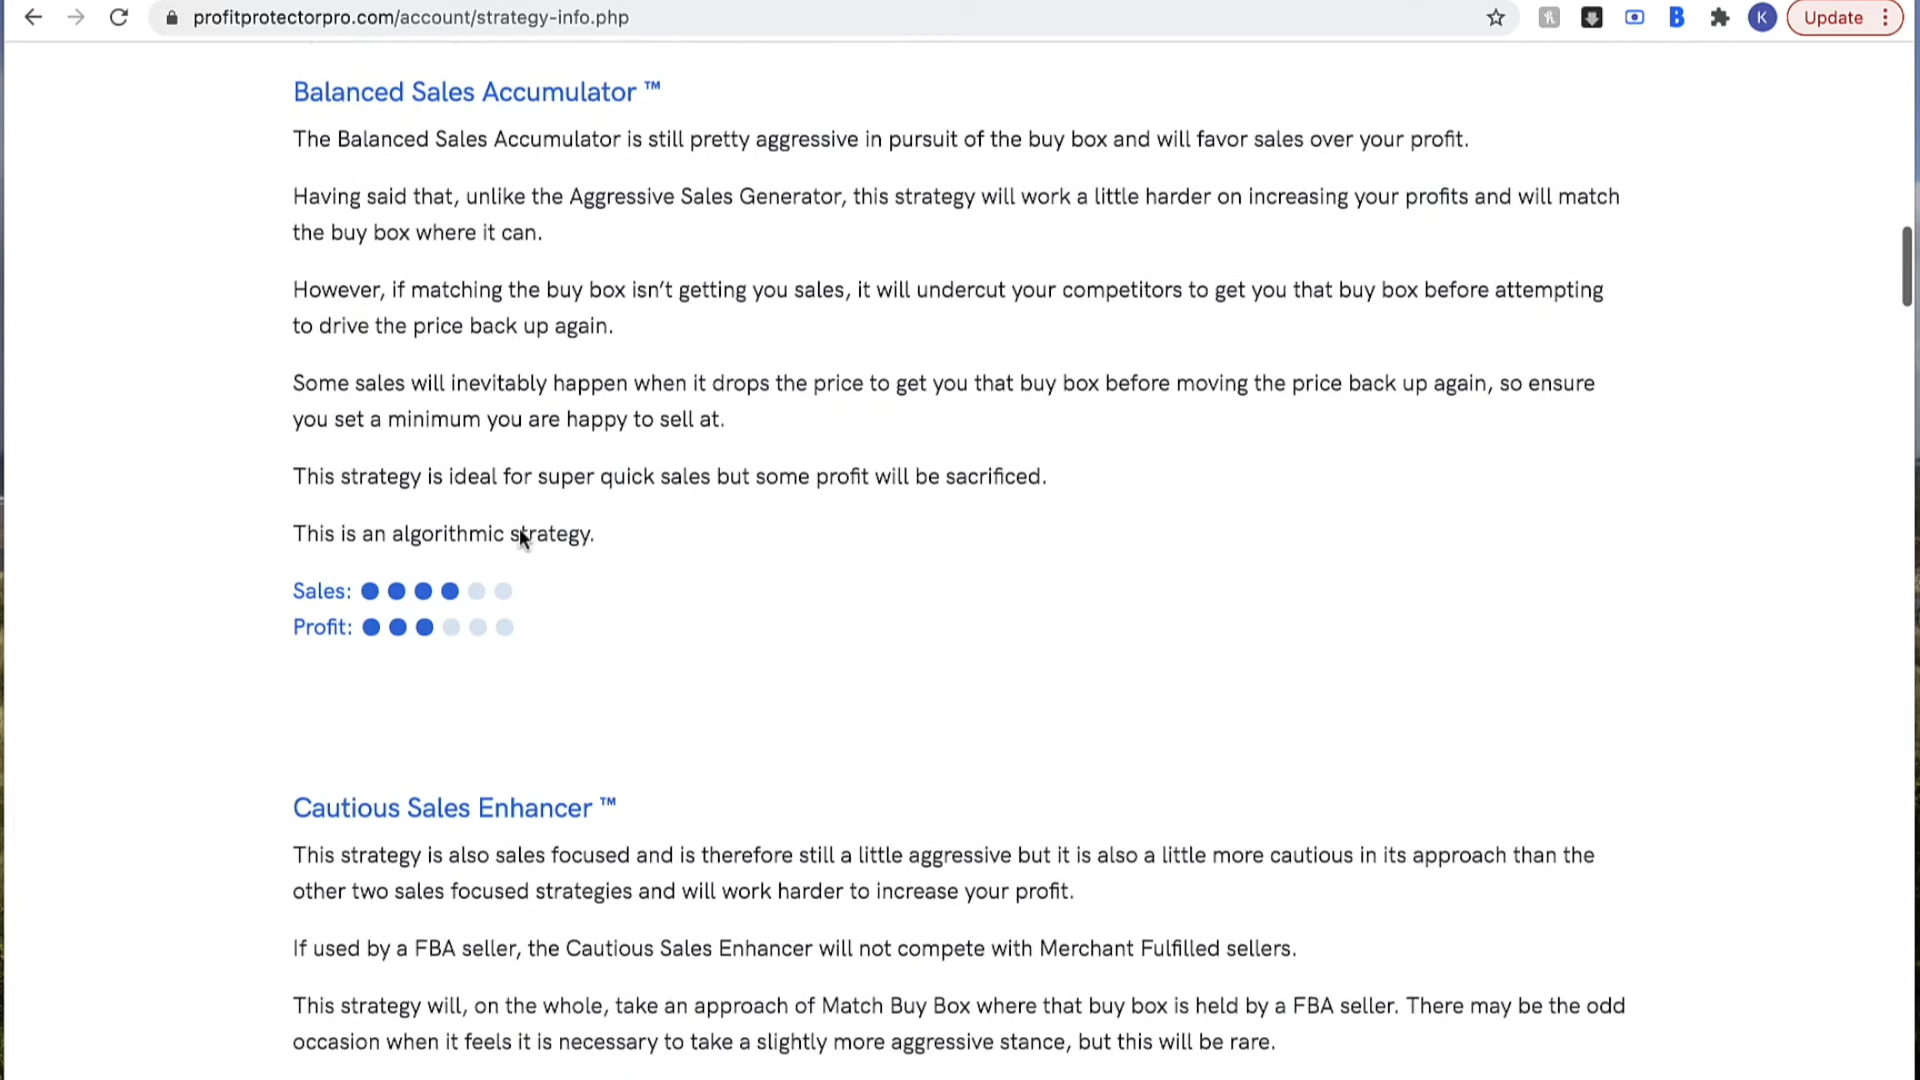 profitprotectorpro.com/account/strategy-info.php
B
K
Update
Balanced Sales Accumulator ™
The Balanced Sales Accumulator is still pretty aggressive in pursuit of the buy box and will favor sales over your profit.
Having said that, unlike the Aggressive Sales Generator, this strategy will work a little harder on increasing your profits and will match
the buy box where it can.
However, if matching the buy box isn’t getting you sales, it will undercut your competitors to get you that buy box before attempting
to drive the price back up again.
Some sales will inevitably happen when it drops the price to get you that buy box before moving the price back up again, so ensure
you set a minimum you are happy to sell at.
This strategy is ideal for super quick sales but some profit will be sacrificed.
This is an algorithmic strategy.
Sales:
Profit:
Cautious Sales Enhancer ™
This strategy is also sales focused and is therefore still a little aggressive but it is also a little more cautious in its approach than the
other two sales focused strategies and will work harder to increase your profit.
If used by a FBA seller, the Cautious Sales Enhancer will not compete with Merchant Fulfilled sellers.
This strategy will, on the whole, take an approach of Match Buy Box where that buy box is held by a FBA seller. There may be the odd
occasion when it feels it is necessary to take a slightly more aggressive stance, but this will be rare.